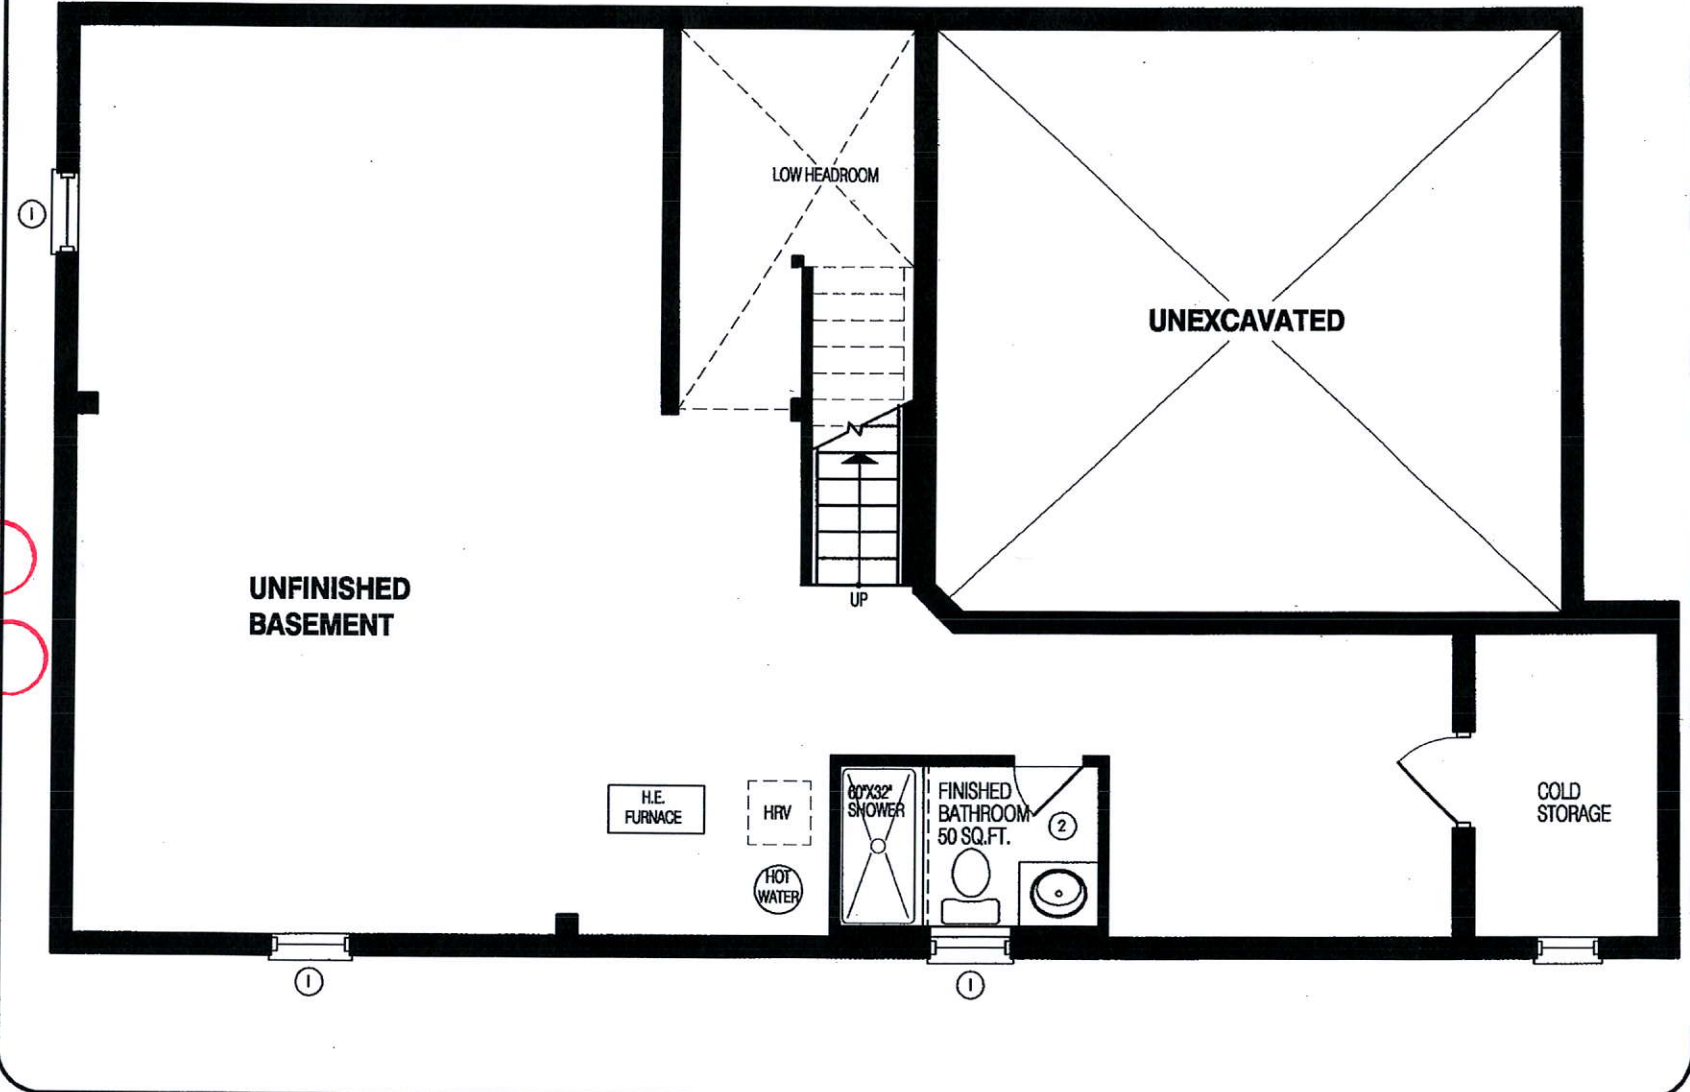 LOW HEADROOM
1
UNEXCAVATED
UNFINISHED
BASEMENT
UP
H.E.
FURNACE
HRV
HOT
WATER
60"X32"
SHOWER
FINISHED
BATHROOM
50 SQ.FT.
2
COLD
STORAGE
1
1